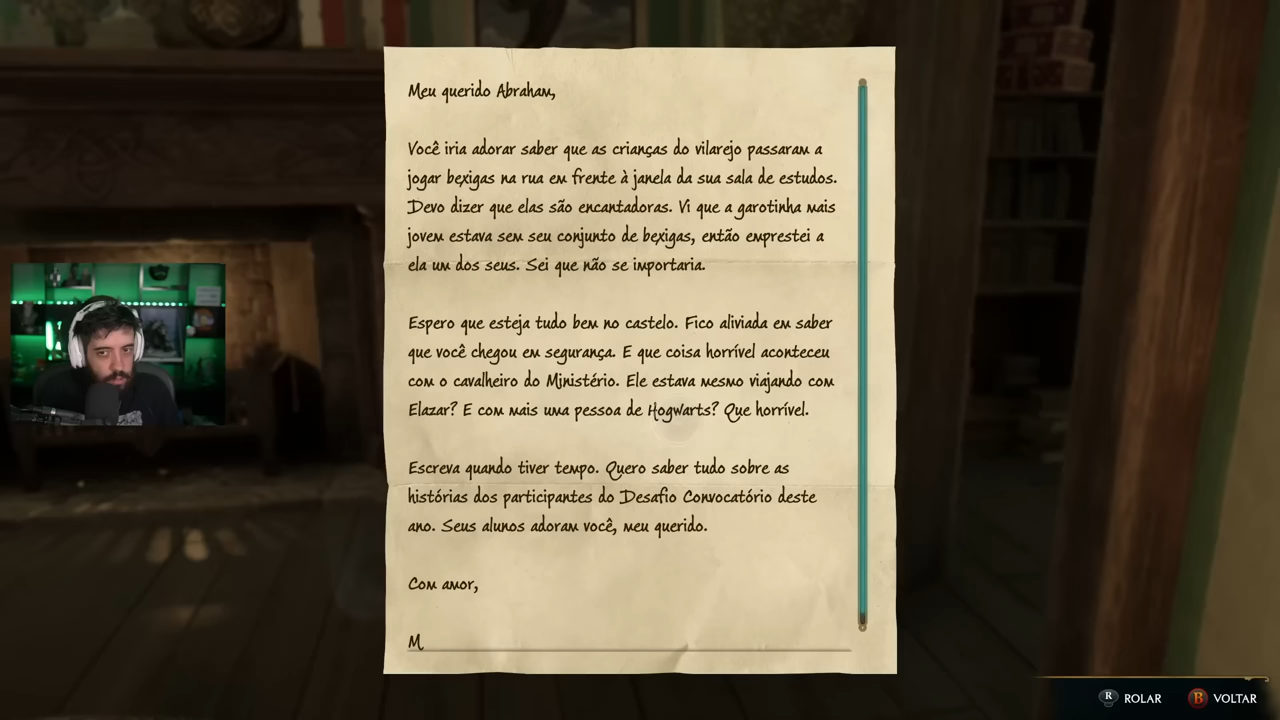 Meu querido Abraham,
Você iria adorar saber que as crianças do vilarejo passaram a
jogar bexigas na rua em frente à janela da sua sala de estudos.
Devo dizer que elas são encantadoras. Vi que a garotinha mais
jovem estava sem seu conjunto de bexigas, então emprestei a
ela um dos seus. Sei que não se importaria.
Espero que esteja tudo bem no castelo. Fico aliviada em saber
que você chegou em segurança. E que coisa horrível aconteceu
com o cavalheiro do Ministério. Ele estava mesmo viajando com
Elazar? E com mais uma pessoa de Hogwarts? Que horrível.
Escreva quando tiver tempo. Quero saber tudo sobre as
histórias dos participantes do Desafio Convocatório deste
ano. Seus alunos adoram você, meu querido.
Com amor,
M
R ROLAR
B VOLTAR